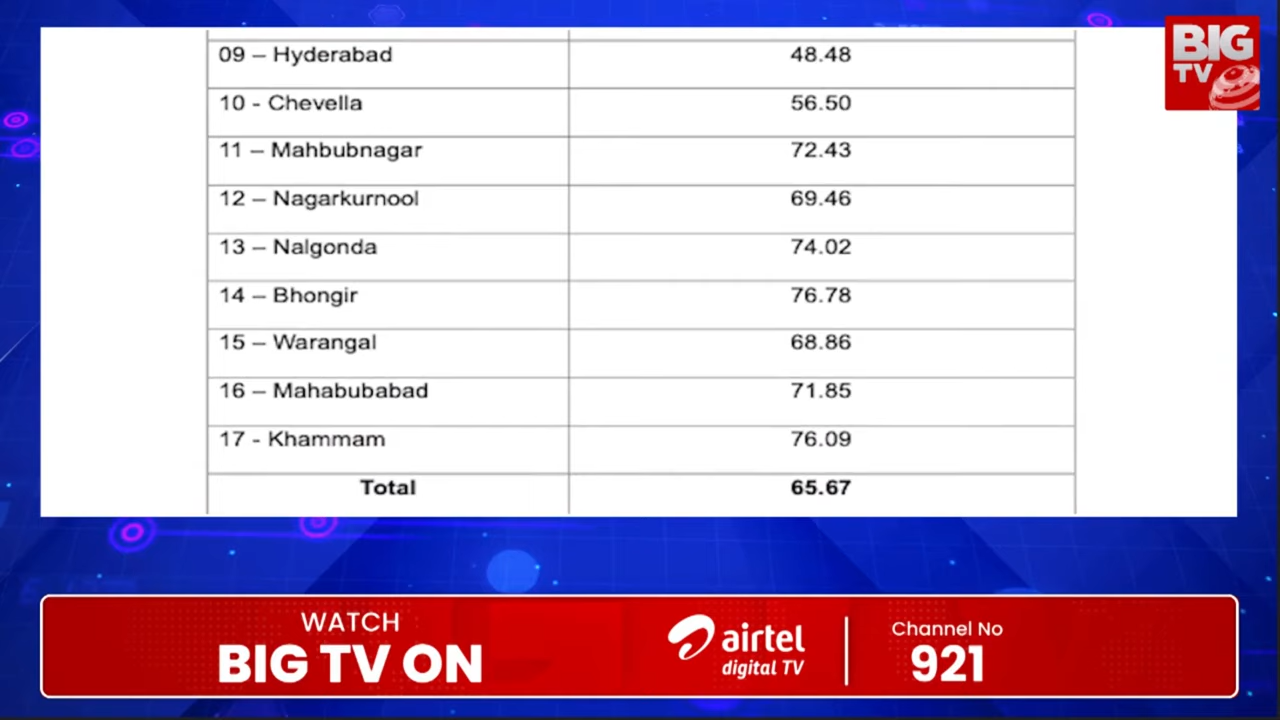 BIG
TV
09 – Hyderabad 48.48
10 - Chevella 56.50
11 – Mahbubnagar 72.43
12 – Nagarkurnool 69.46
13 – Nalgonda 74.02
14 – Bhongir 76.78
15 – Warangal 68.86
16 – Mahabubabad 71.85
17 - Khammam 76.09
Total 65.67
WATCH
BIG TV ON
airtel
digital TV
Channel No
921